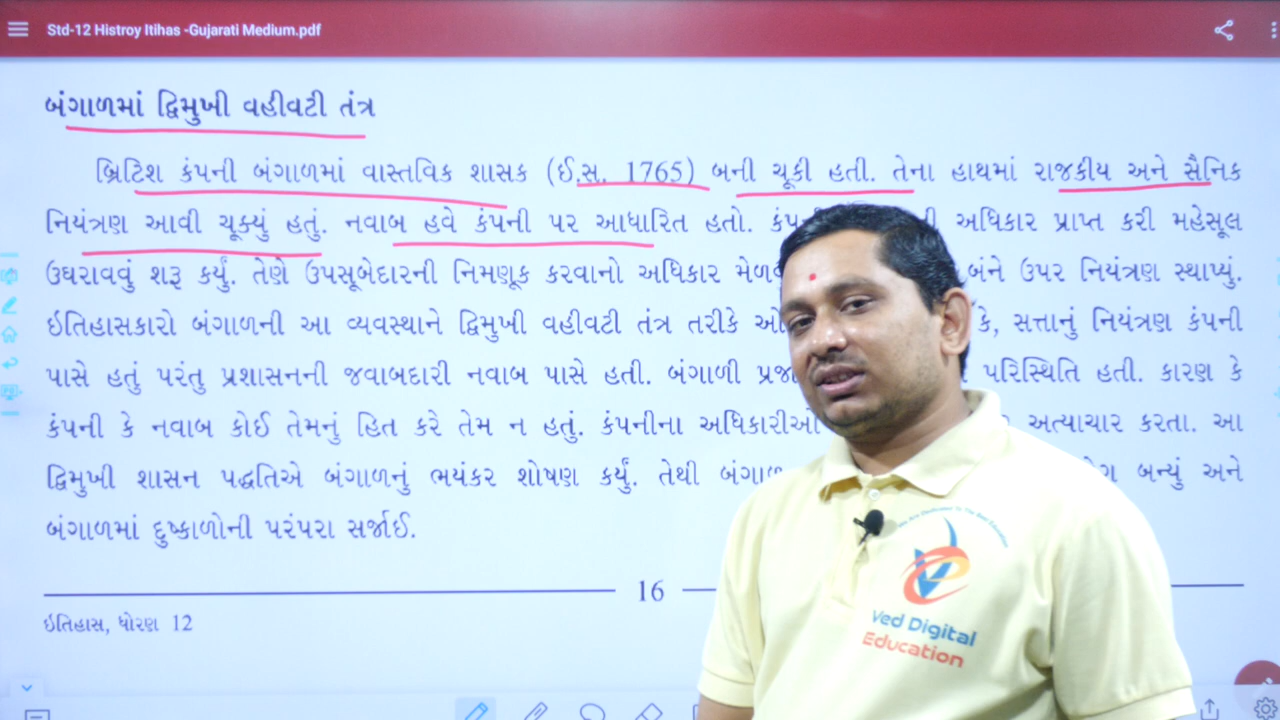 Std-12 Histroy Itihas -Gujarati Medium.pdf
બંગાળમાં દ્વિમુખી વહીવટી તંત્ર
બ્રિટિશ કંપની બંગાળમાં વાસ્તવિક શાસક (ઈ.સ. 1765) બની ચૂકી હતી. તેના હાથમાં રાજકીય અને સૈનિક
નિયંત્રણ આવી ચૂક્યું હતું. નવાબ હવે કંપની પર આધારિત હતો. અધિકાર પ્રાપ્ત કરી મહેસૂલ
ઉઘરાવવું શરૂ કર્યું. તેણે ઉપસૂબેદારની નિમણૂક કરવાનો અધિકાર બંને ઉપર નિયંત્રણ સ્થાપ્યું.
ઇતિહાસકારો બંગાળની આ વ્યવસ્થાને દ્વિમુખી વહીવટી તંત્ર તરીકે કે, સત્તાનું નિયંત્રણ કંપની
પાસે હતું પરંતુ પ્રશાસનની જવાબદારી નવાબ પાસે હતી. બંગાળી પરિસ્થિતિ હતી. કારણ કે
કંપની કે નવાબ કોઈ તેમનું હિત કરે તેમ ન હતું. કંપનીના અધિકારીઓ અત્યાચાર કરતા. આ
દ્વિમુખી શાસન પદ્ધતિએ બંગાળનું ભયંકર શોષણ કર્યું. તેથી બન્યું અને
બંગાળમાં દુષ્કાળોની પરંપરા સર્જાઈ.
16
ઇતિહાસ, ધોરણ 12
Ved Digital
Education